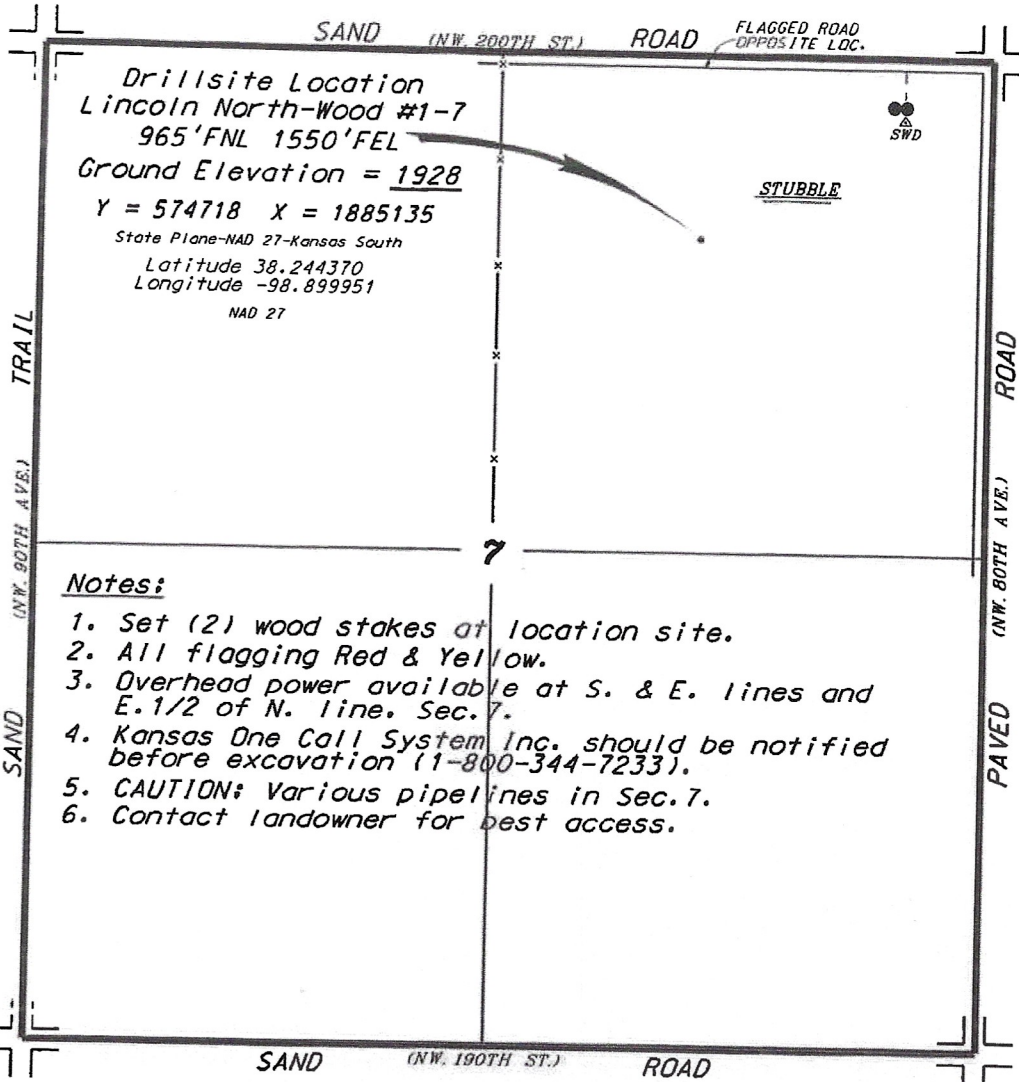 SAND (NW. 200TH ST.) ROAD
FLAGGED ROAD
OPPOSITE LOC.
Drillsite Location
Lincoln North-Wood #1-7
965'FNL 1550'FEL
Ground Elevation = 1928
Y = 574718 X = 1885135
State Plane-NAD 27-Kansas South
Latitude 38.244370
Longitude -98.899951
NAD 27
SWD
STUBBLE
SAND (NW. 90TH AVE.) TRAIL
PAVED (NW. 80TH AVE.) ROAD
7
Notes:
1. Set (2) wood stakes at location site.
2. All flagging Red & Yellow.
3. Overhead power available at S. & E. lines and
E.1/2 of N. line. Sec.7.
4. Kansas One Call System Inc. should be notified
before excavation (1-800-344-7233).
5. CAUTION: Various pipelines in Sec.7.
6. Contact landowner for best access.
SAND (NW. 190TH ST.) ROAD